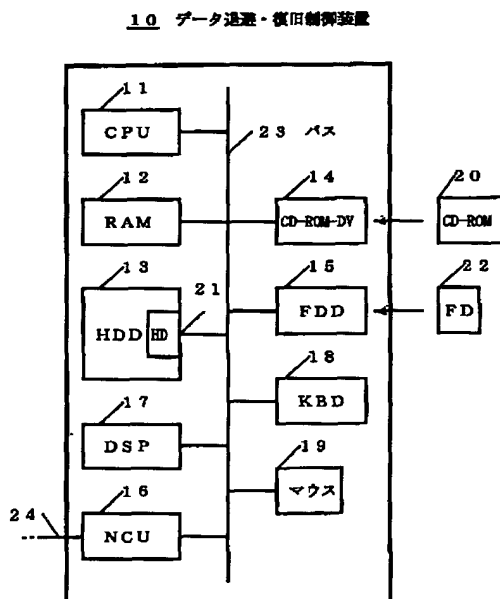 10 データ退避・復旧制御装置
11
CPU
23 バス
12
RAM
14
CD-ROM-DV
20
CD-ROM
13
HDD
HD
21
15
FDD
22
FD
18
KBD
17
DSP
19
マウス
16
NCU
24